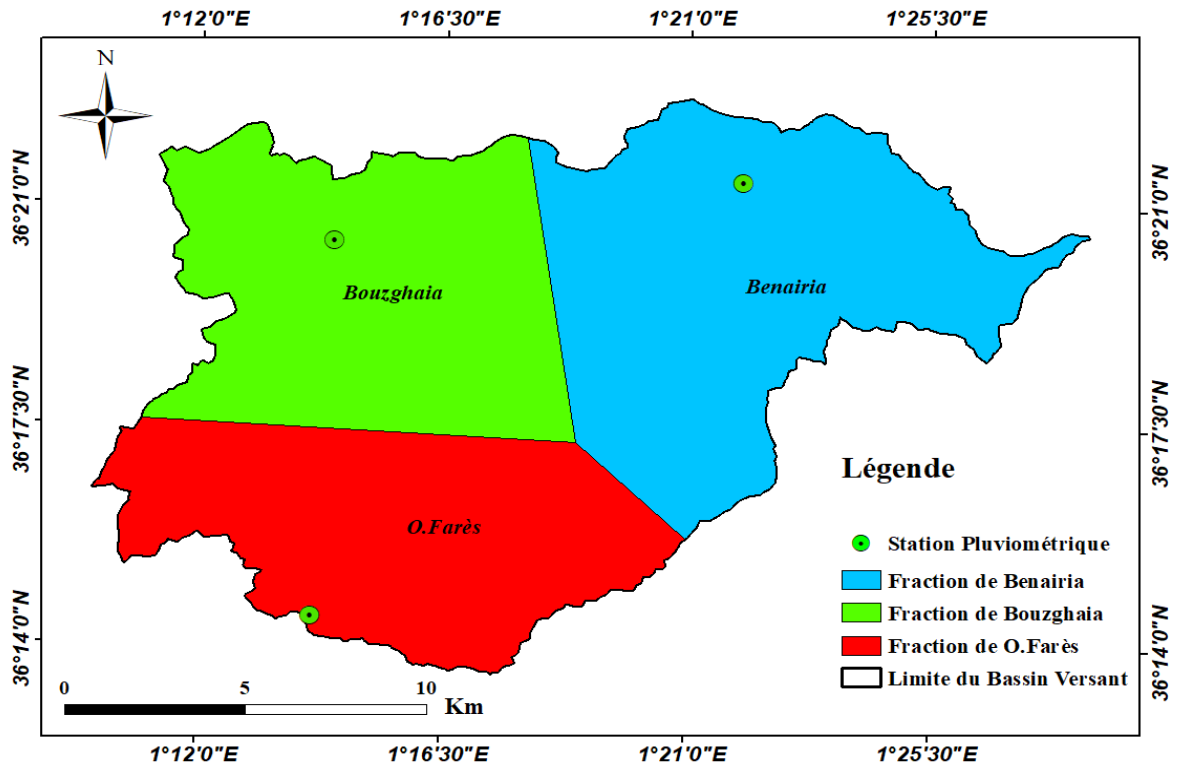 1°12'0"E 1°16'30"E 1°21'0"E 1°25'30"E
N
36°21'0"N
36°21'0"N
Bouzghaia
Benairia
36°17'30"N
36°17'30"N
O.Farès
Légende
Station Pluviométrique
Fraction de Benairia
Fraction de Bouzghaia
Fraction de O.Farès
Limite du Bassin Versant
36°14'0"N
36°14'0"N
0 5 10
Km
1°12'0"E 1°16'30"E 1°21'0"E 1°25'30"E